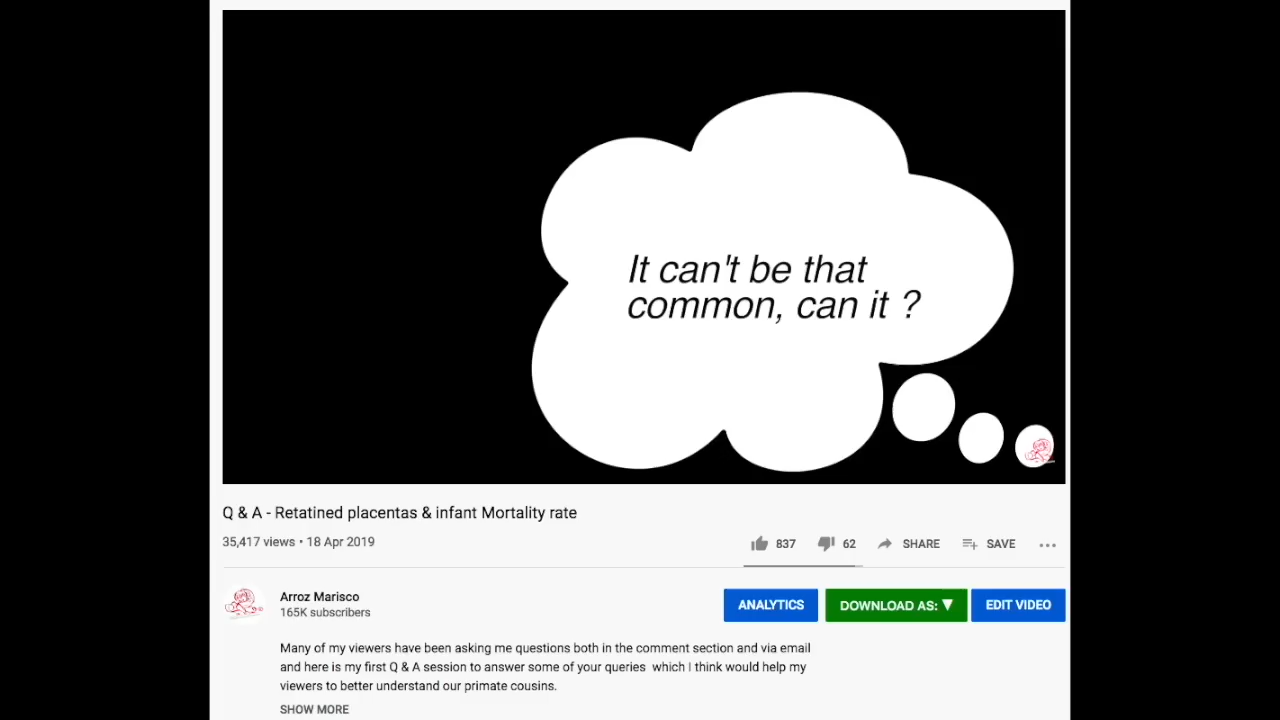 It can't be that
common, can it ?
Q & A - Retatined placentas & infant Mortality rate
35,417 views • 18 Apr 2019
837
62
SHARE
SAVE
Arroz Marisco
165K subscribers
ANALYTICS
DOWNLOAD AS: ▼
EDIT VIDEO
Many of my viewers have been asking me questions both in the comment section and via email
and here is my first Q & A session to answer some of your queries which I think would help my
viewers to better understand our primate cousins.
SHOW MORE